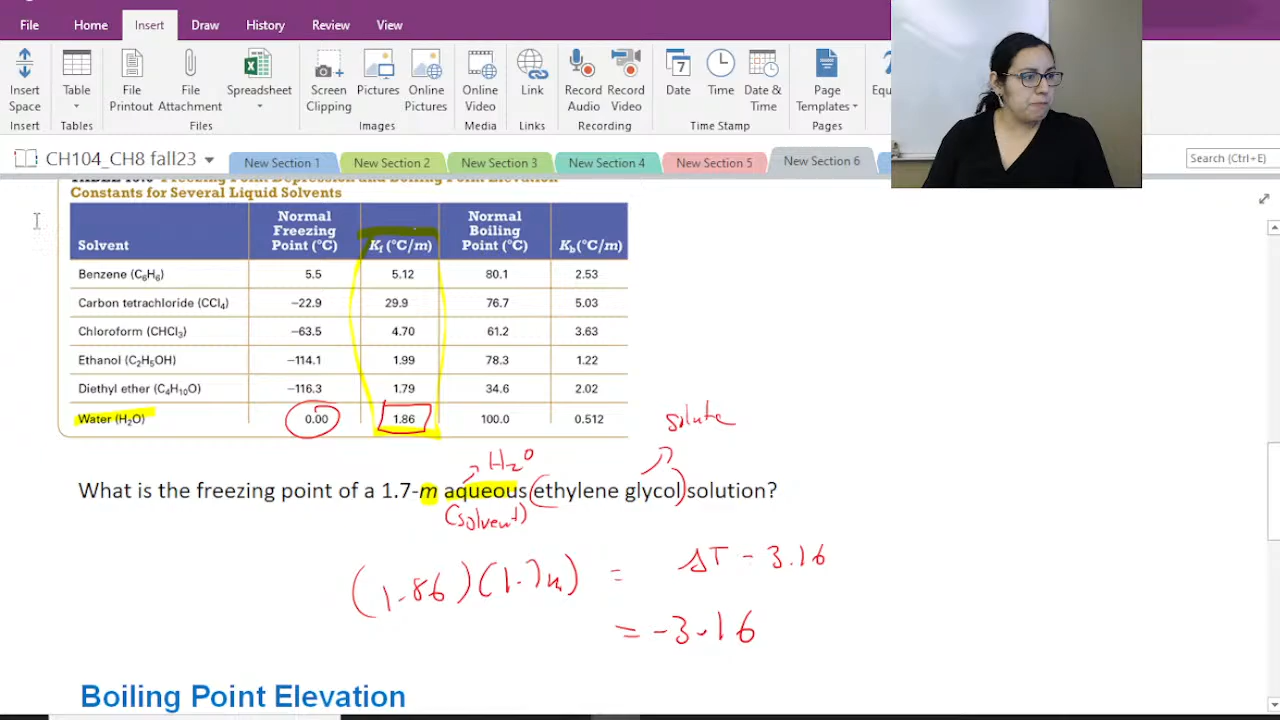 File Home Insert Draw History Review View
Insert Space Table File Printout File Attachment Spreadsheet Screen Clipping Pictures Online Pictures Online Video Link Record Audio Record Video Date Time Date & Time Page Templates Equ
Insert Tables Files Images Media Links Recording Time Stamp Pages
CH104_CH8 fall23 New Section 1 New Section 2 New Section 3 New Section 4 New Section 5 New Section 6 Search (Ctrl+E)
Freezing Point Depression and Boiling Point Elevation
Constants for Several Liquid Solvents
Solvent Normal Freezing Point (°C) Kf (°C/m) Normal Boiling Point (°C) Kb (°C/m)
Benzene (C₆H₆) 5.5 5.12 80.1 2.53
Carbon tetrachloride (CCl₄) −22.9 29.9 76.7 5.03
Chloroform (CHCl₃) −63.5 4.70 61.2 3.63
Ethanol (C₂H₅OH) −114.1 1.99 78.3 1.22
Diethyl ether (C₄H₁₀O) −116.3 1.79 34.6 2.02
Water (H₂O) 0.00 1.86 100.0 0.512
solute
H₂O
What is the freezing point of a 1.7-m aqueous (ethylene glycol) solution?
(solvent)
(1.86)(1.7m) = ΔT = 3.16
= -3.16
Boiling Point Elevation